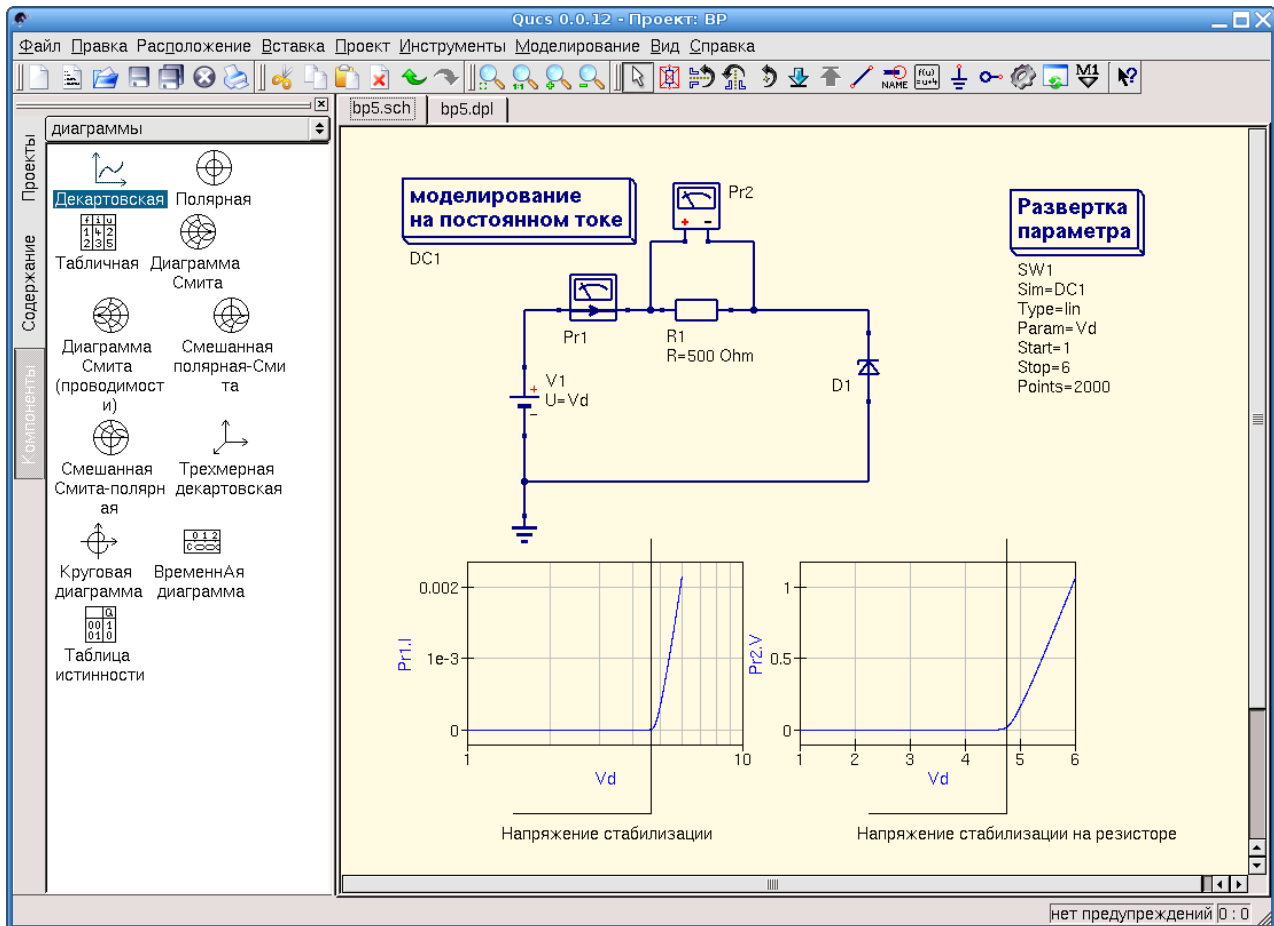 Qucs 0.0.12 - Проект: BP
Файл Правка Расположение Вставка Проект Инструменты Моделирование Вид Справка
NAME
f(ω)
=u+h
M1
bp5.sch
bp5.dpl
Проекты
Содержание
Компоненты
диаграммы
Декартовская
Полярная
Табличная
Диаграмма
Смита
Диаграмма
Смита
(проводимост
и)
Смешанная
полярная-Сми
та
Смешанная
Смита-полярн
ая
Трехмерная
декартовская
Круговая
диаграмма
ВременнАя
диаграмма
Таблица
истинности
моделирование
на постоянном токе
DC1
Pr2
+ -
Pr1
R1
R=500 Ohm
V1
U=Vd
+
-
D1
Развертка
параметра
SW1
Sim=DC1
Type=lin
Param=Vd
Start=1
Stop=6
Points=2000
Pr1.I
0.002
1e-3
0
1
10
Vd
Напряжение стабилизации
Pr2.V
1
0.5
0
1 2 3 4 5 6
Vd
Напряжение стабилизации на резисторе
нет предупреждений
0 : 0